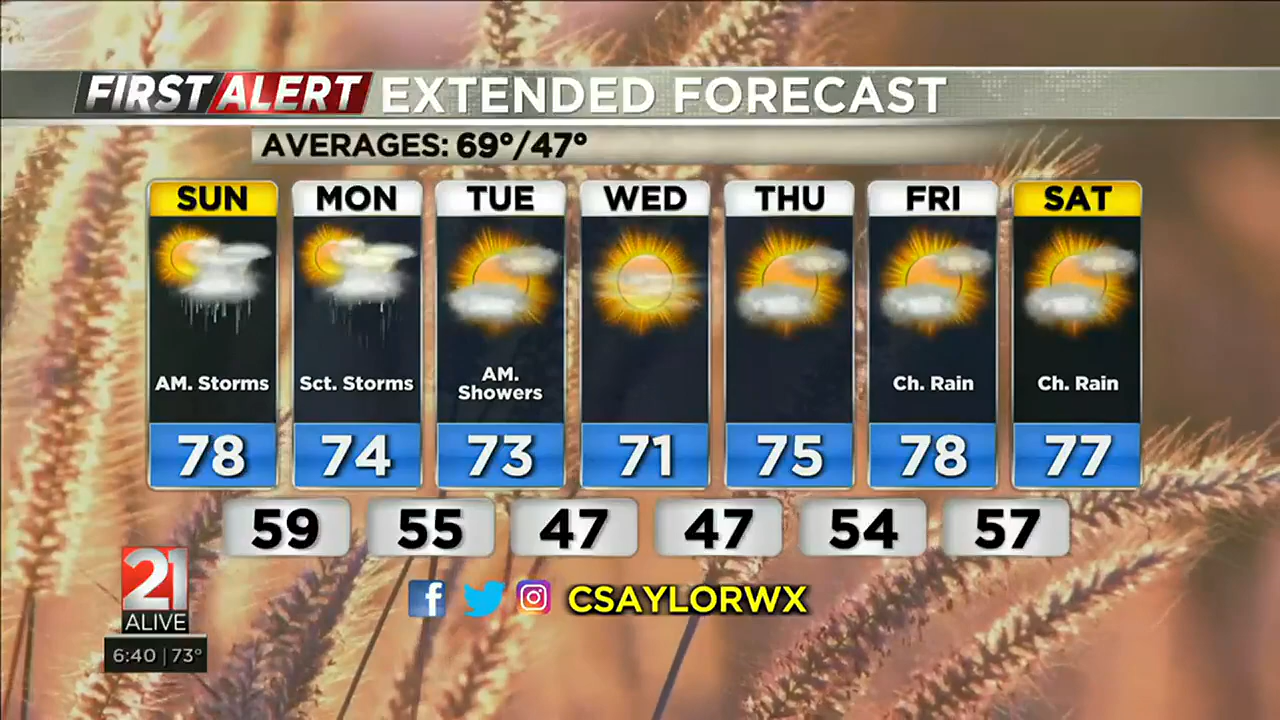 FIRST ALERT EXTENDED FORECAST
AVERAGES: 69°/47°
SUN MON TUE WED THU FRI SAT
AM. Storms Sct. Storms AM. Showers Ch. Rain Ch. Rain
78 74 73 71 75 78 77
59 55 47 47 54 57
f CSAYLORWX
21
ALIVE
6:40 | 73°